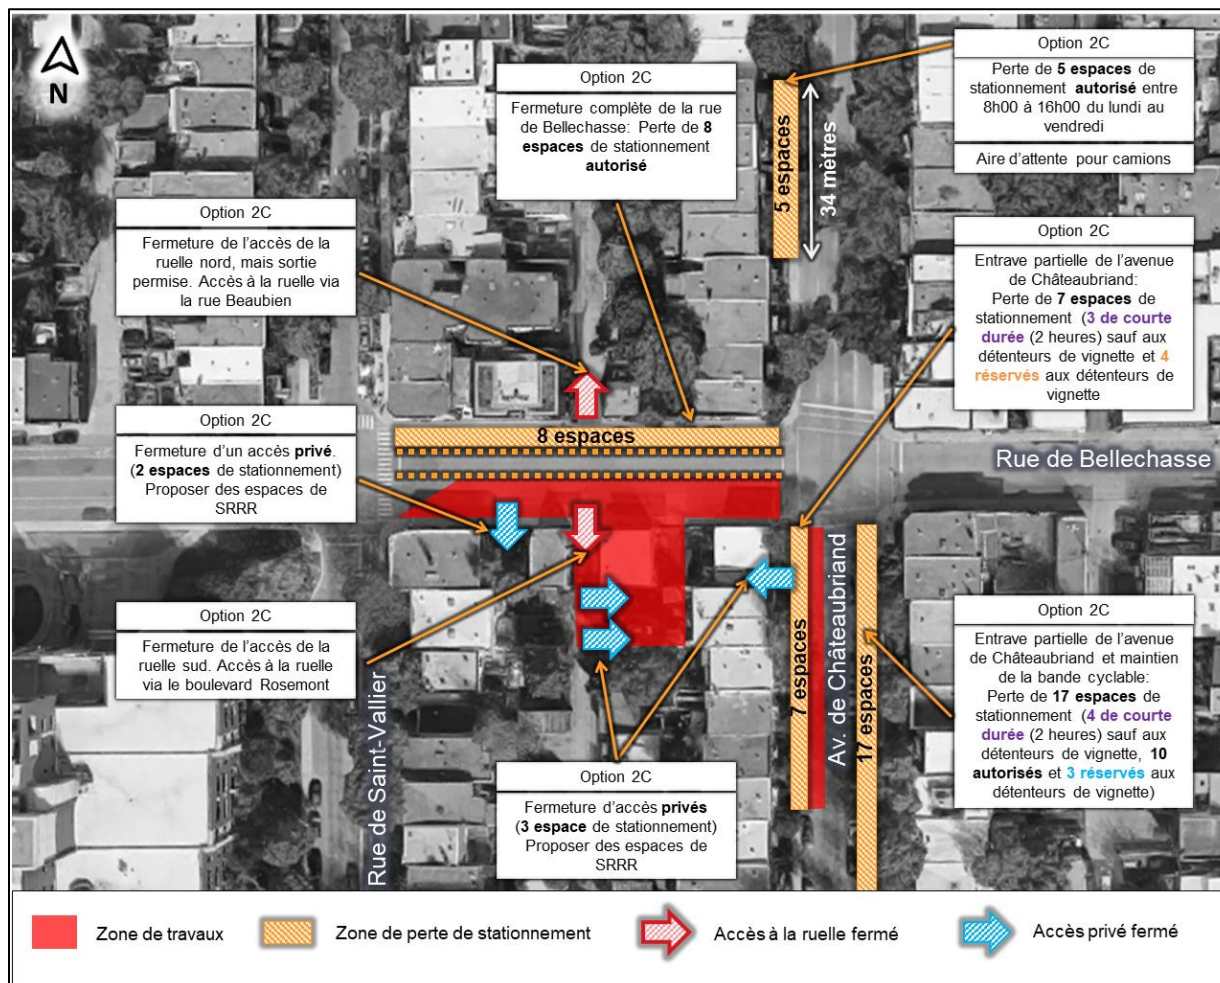 N
Option 2C
Fermeture complète de la rue
de Bellechasse: Perte de 8
espaces de stationnement
autorisé
Option 2C
Perte de 5 espaces de
stationnement autorisé entre
8h00 à 16h00 du lundi au
vendredi
Aire d'attente pour camions
5 espaces
34 mètres
Option 2C
Fermeture de l'accès de la
ruelle nord, mais sortie
permise. Accès à la ruelle via
la rue Beaubien
Option 2C
Entrave partielle de l'avenue
de Châteaubriand:
Perte de 7 espaces de
stationnement (3 de courte
durée (2 heures) sauf aux
détenteurs de vignette et 4
réservés aux détenteurs de
vignette
Option 2C
Fermeture d'un accès privé.
(2 espaces de stationnement)
Proposer des espaces de
SRRR
8 espaces
Rue de Bellechasse
Option 2C
Fermeture de l'accès de la
ruelle sud. Accès à la ruelle
via le boulevard Rosemont
Rue de Saint-Vallier
7 espaces
Av. de Châteaubriand
17 espaces
Option 2C
Entrave partielle de l'avenue
de Châteaubriand et maintien
de la bande cyclable:
Perte de 17 espaces de
stationnement (4 de courte
durée (2 heures) sauf aux
détenteurs de vignette, 10
autorisés et 3 réservés aux
détenteurs de vignette)
Option 2C
Fermeture d'accès privés
(3 espace de stationnement)
Proposer des espaces de
SRRR
Zone de travaux
Zone de perte de stationnement
Accès à la ruelle fermé
Accès privé fermé